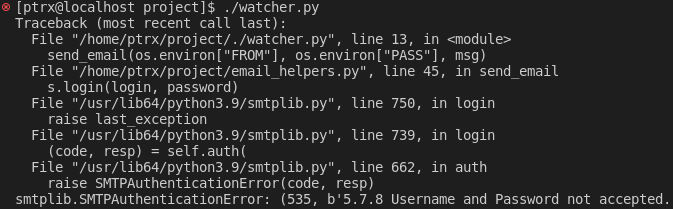 [ptrx@localhost project]$ ./watcher.py
Traceback (most recent call last):
  File "/home/ptrx/project/./watcher.py", line 13, in <module>
    send_email(os.environ["FROM"], os.environ["PASS"], msg)
  File "/home/ptrx/project/email_helpers.py", line 45, in send_email
    s.login(login, password)
  File "/usr/lib64/python3.9/smtplib.py", line 750, in login
    raise last_exception
  File "/usr/lib64/python3.9/smtplib.py", line 739, in login
    (code, resp) = self.auth(
  File "/usr/lib64/python3.9/smtplib.py", line 662, in auth
    raise SMTPAuthenticationError(code, resp)
smtplib.SMTPAuthenticationError: (535, b'5.7.8 Username and Password not accepted.